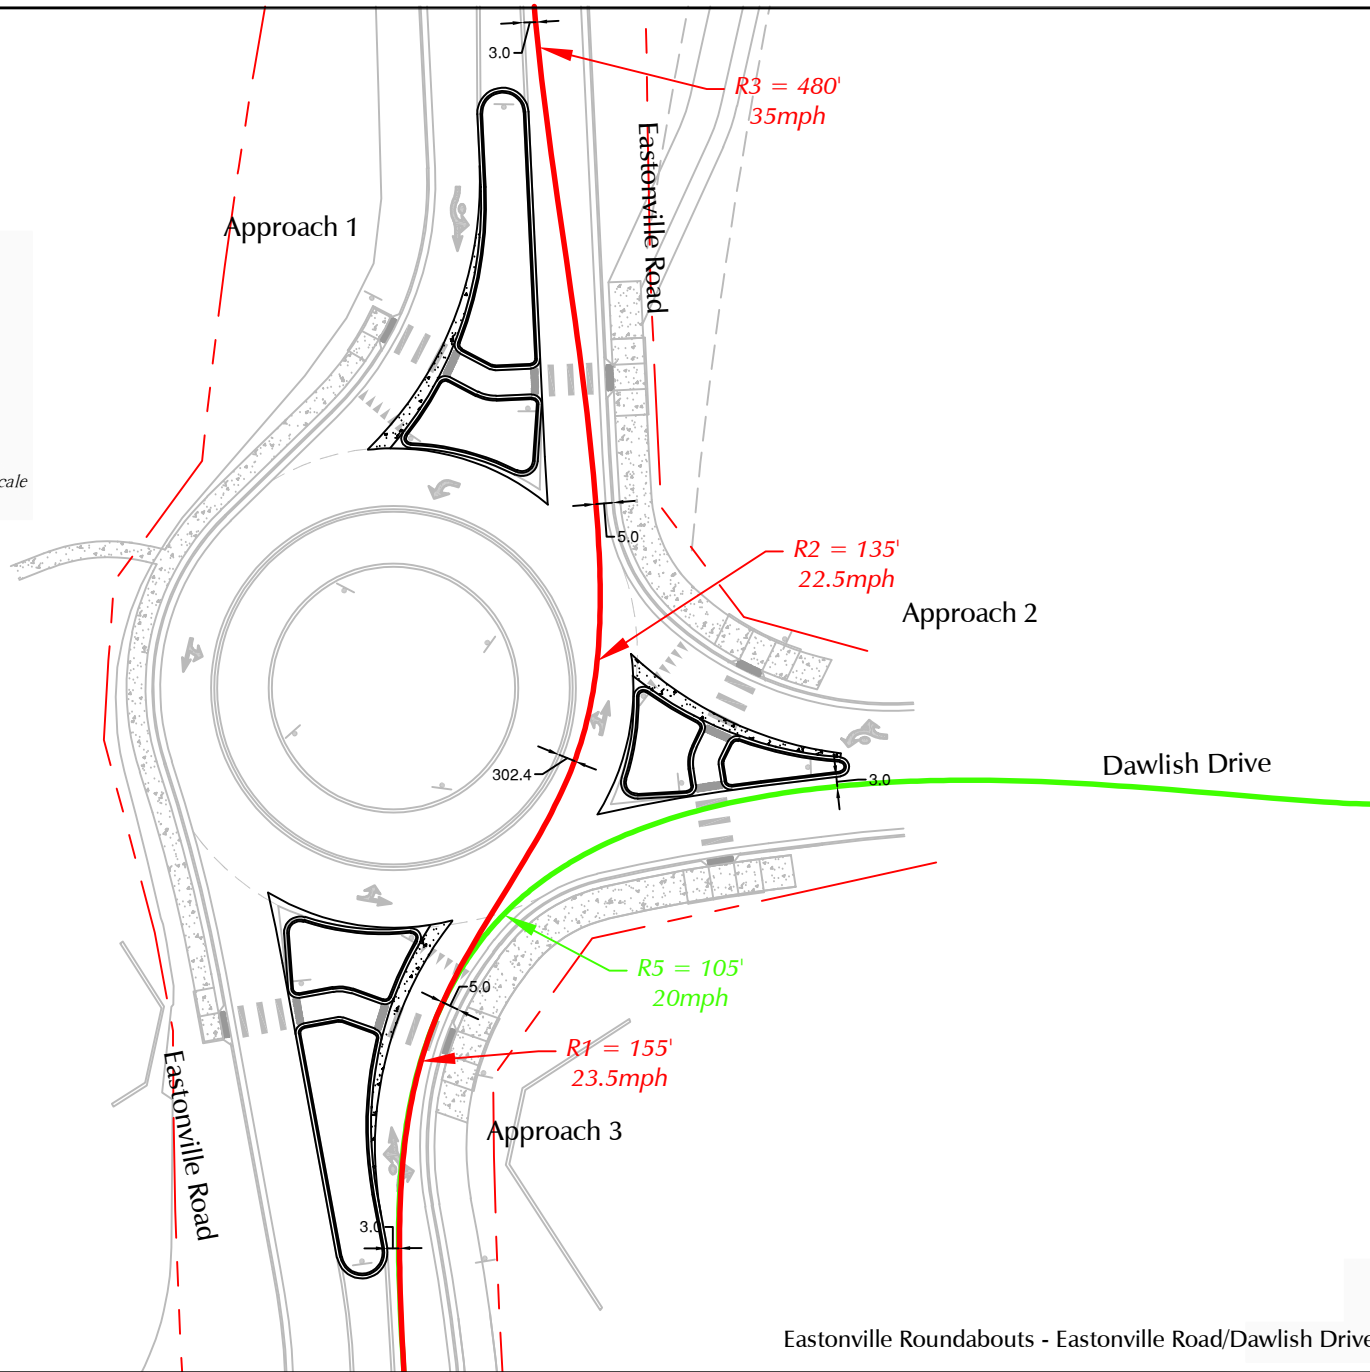 3.0
R3 = 480'
35mph
Eastonville Road
Approach 1
cale
5.0
R2 = 135'
22.5mph
Approach 2
302.4
3.0
Dawlish Drive
R5 = 105'
20mph
5.0
R1 = 155'
23.5mph
Approach 3
Eastonville Road
3.0
Eastonville Roundabouts - Eastonville Road/Dawlish Drive